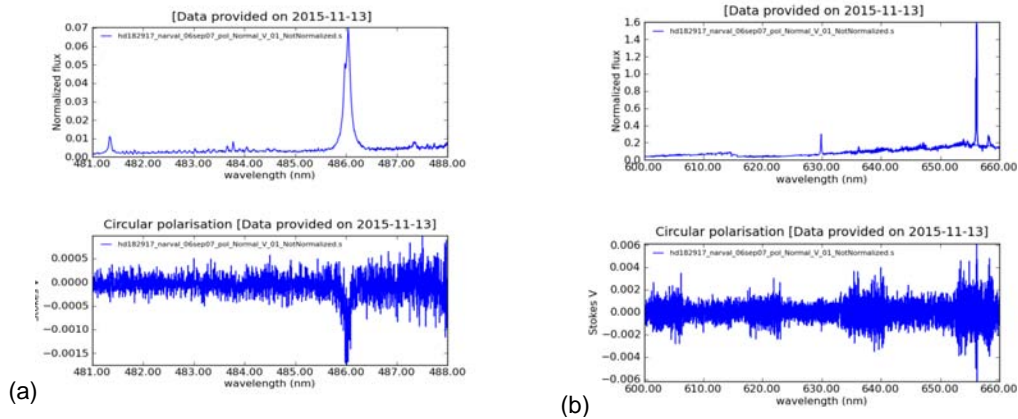 [Data provided on 2015-11-13]
hd182917_narval_06sep07_pol_Normal_V_01_NotNormalized.s
Normalized flux
0.07
0.06
0.05
0.04
0.03
0.02
0.01
0.00
481.00 482.00 483.00 484.00 485.00 486.00 487.00 488.00
wavelength (nm)
Circular polarisation [Data provided on 2015-11-13]
hd182917_narval_06sep07_pol_Normal_V_01_NotNormalized.s
0.0005
0.0000
−0.0005
−0.0010
−0.0015
481.00 482.00 483.00 484.00 485.00 486.00 487.00 488.00
wavelength (nm)
(a)
[Data provided on 2015-11-13]
hd182917_narval_06sep07_pol_Normal_V_01_NotNormalized.s
Normalized flux
1.6
1.4
1.2
1.0
0.8
0.6
0.4
0.2
0.0
600.00 610.00 620.00 630.00 640.00 650.00 660.00
wavelength (nm)
Circular polarisation [Data provided on 2015-11-13]
hd182917_narval_06sep07_pol_Normal_V_01_NotNormalized.s
Stokes V
0.006
0.004
0.002
0.000
−0.002
−0.004
−0.006
600.00 610.00 620.00 630.00 640.00 650.00 660.00
wavelength (nm)
(b)